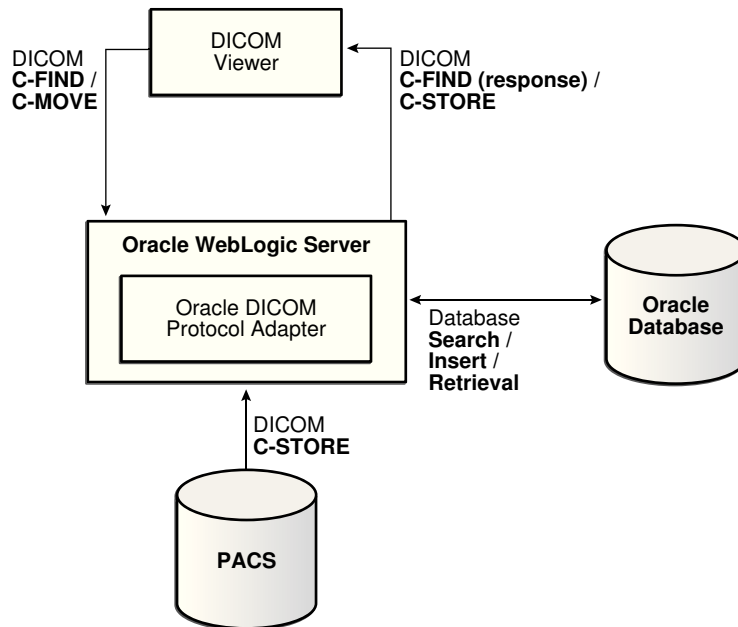 DICOM
Viewer
DICOM
C-FIND /
C-MOVE
DICOM
C-FIND (response) /
C-STORE
Oracle WebLogic Server
Oracle DICOM
Protocol Adapter
Database
Search /
Insert /
Retrieval
Oracle
Database
DICOM
C-STORE
PACS